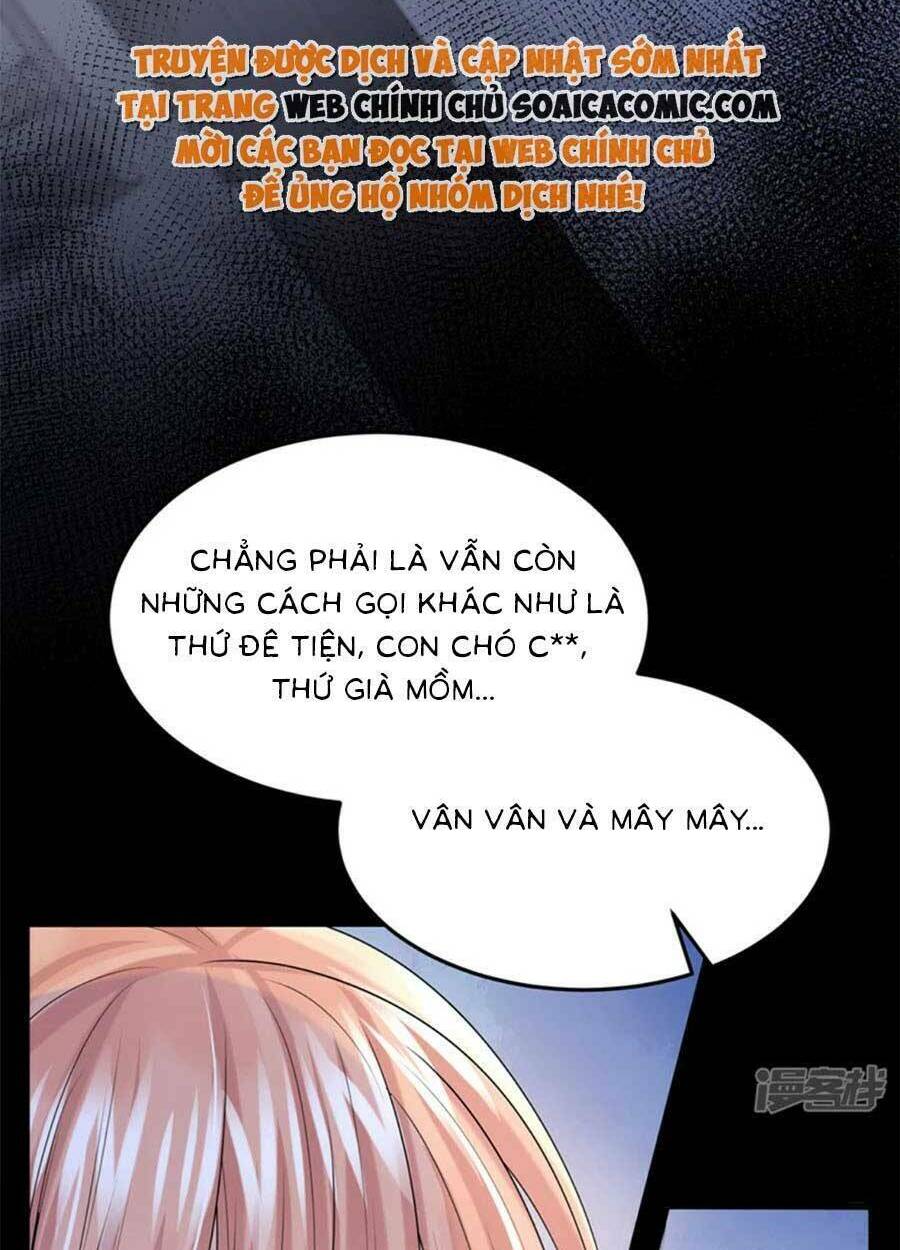 TRUYỆN ĐƯỢC DỊCH VÀ CẬP NHẬT SỚM NHẤT
TẠI TRANG WEB CHÍNH CHỦ SOAICACOMIC.COM
MỜI CÁC BẠN ĐỌC TẠI WEB CHÍNH CHỦ
ĐỂ ỦNG HỘ NHÓM DỊCH NHÉ!
CHẲNG PHẢI LÀ VẪN CÒN
NHỮNG CÁCH GỌI KHÁC NHƯ LÀ
THỨ ĐÊ TIỆN, CON CHÓ C**,
THỨ GIÀ MỒM...
VÂN VÂN VÀ MÂY MÂY...
漫客栈